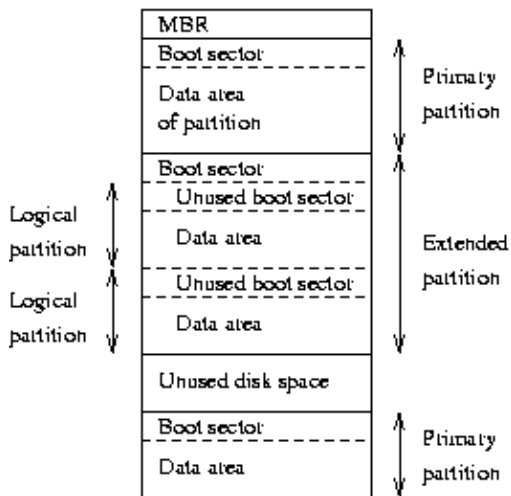 MBR
Boot sector
Data area
of partition
Primary
partition
Boot sector
Unused boot sector
Logical
partition
Data area
Extended
partition
Unused boot sector
Logical
partition
Data area
Unused disk space
Boot sector
Data area
Primary
partition